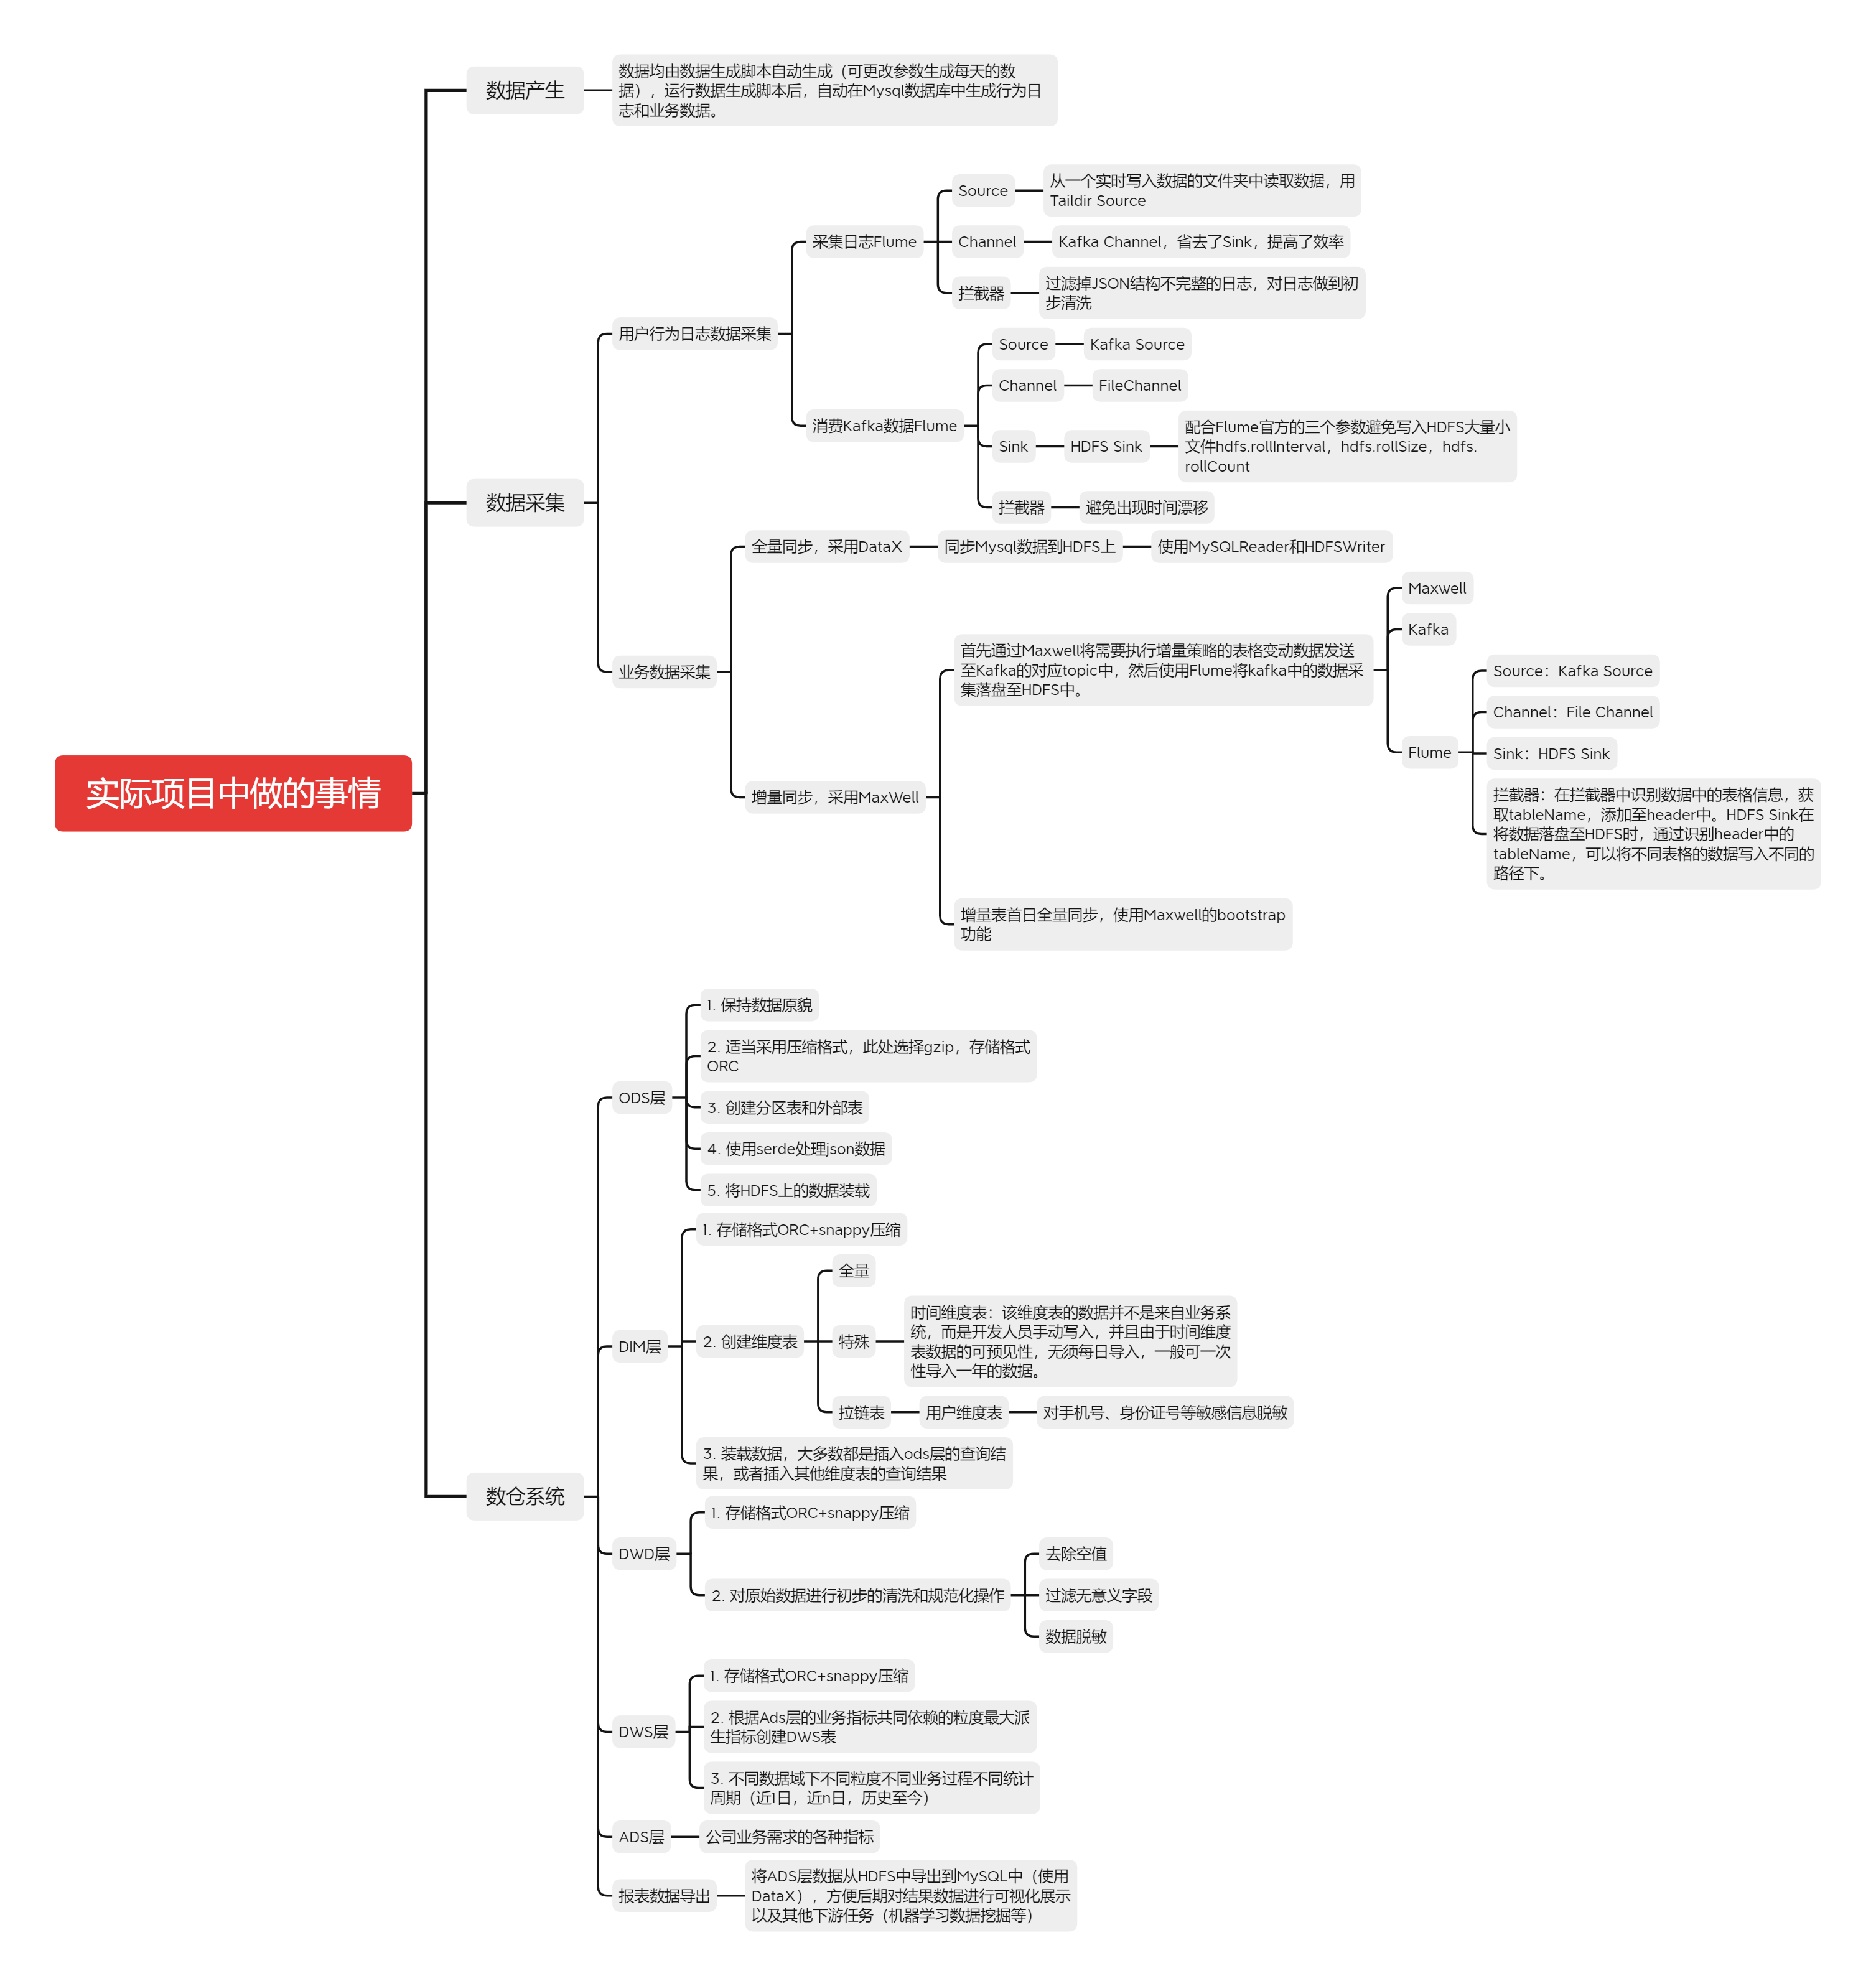 实际项目中做的事情
数据产生
数据均由数据生成脚本自动生成（可更改参数生成每天的数
据），运行数据生成脚本后，自动在Mysql数据库中生成行为日
志和业务数据。
数据采集
用户行为日志数据采集
采集日志Flume
Source
从一个实时写入数据的文件夹中读取数据，用
Taildir Source
Channel
Kafka Channel，省去了Sink，提高了效率
拦截器
过滤掉JSON结构不完整的日志，对日志做到初
步清洗
消费Kafka数据Flume
Source
Kafka Source
Channel
FileChannel
Sink
HDFS Sink
配合Flume官方的三个参数避免写入HDFS大量小
文件hdfs.rollInterval，hdfs.rollSize，hdfs.
rollCount
拦截器
避免出现时间漂移
业务数据采集
全量同步，采用DataX
同步Mysql数据到HDFS上
使用MySQLReader和HDFSWriter
增量同步，采用MaxWell
首先通过Maxwell将需要执行增量策略的表格变动数据发送
至Kafka的对应topic中，然后使用Flume将kafka中的数据采
集落盘至HDFS中。
Maxwell
Kafka
Flume
Source：Kafka Source
Channel：File Channel
Sink：HDFS Sink
拦截器：在拦截器中识别数据中的表格信息，获
取tableName，添加至header中。HDFS Sink在
将数据落盘至HDFS时，通过识别header中的
tableName，可以将不同表格的数据写入不同的
路径下。
增量表首日全量同步，使用Maxwell的bootstrap
功能
数仓系统
ODS层
1. 保持数据原貌
2. 适当采用压缩格式，此处选择gzip，存储格式
ORC
3. 创建分区表和外部表
4. 使用serde处理json数据
5. 将HDFS上的数据装载
DIM层
1. 存储格式ORC+snappy压缩
2. 创建维度表
全量
特殊
时间维度表：该维度表的数据并不是来自业务系
统，而是开发人员手动写入，并且由于时间维度
表数据的可预见性，无须每日导入，一般可一次
性导入一年的数据。
拉链表
用户维度表
对手机号、身份证号等敏感信息脱敏
3. 装载数据，大多数都是插入ods层的查询结
果，或者插入其他维度表的查询结果
DWD层
1. 存储格式ORC+snappy压缩
2. 对原始数据进行初步的清洗和规范化操作
去除空值
过滤无意义字段
数据脱敏
DWS层
1. 存储格式ORC+snappy压缩
2. 根据Ads层的业务指标共同依赖的粒度最大派
生指标创建DWS表
3. 不同数据域下不同粒度不同业务过程不同统计
周期（近1日，近n日，历史至今）
ADS层
公司业务需求的各种指标
报表数据导出
将ADS层数据从HDFS中导出到MySQL中（使用
DataX），方便后期对结果数据进行可视化展示
以及其他下游任务（机器学习数据挖掘等）